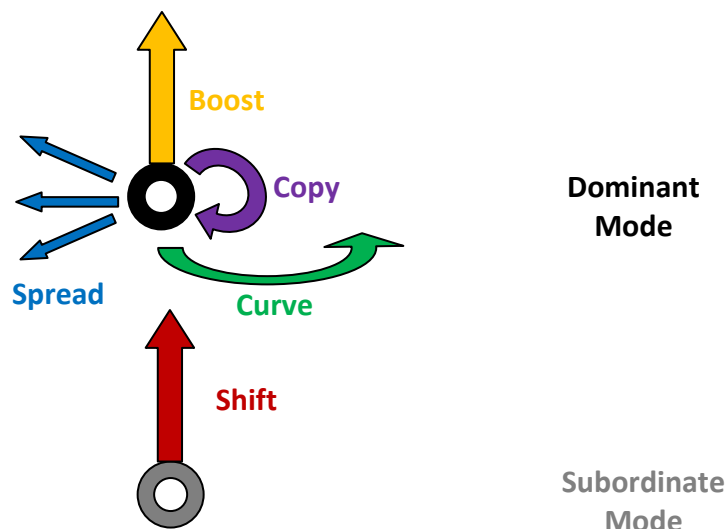 Boost
Copy
Dominant
Mode
Spread
Curve
Shift
Subordinate
Mode